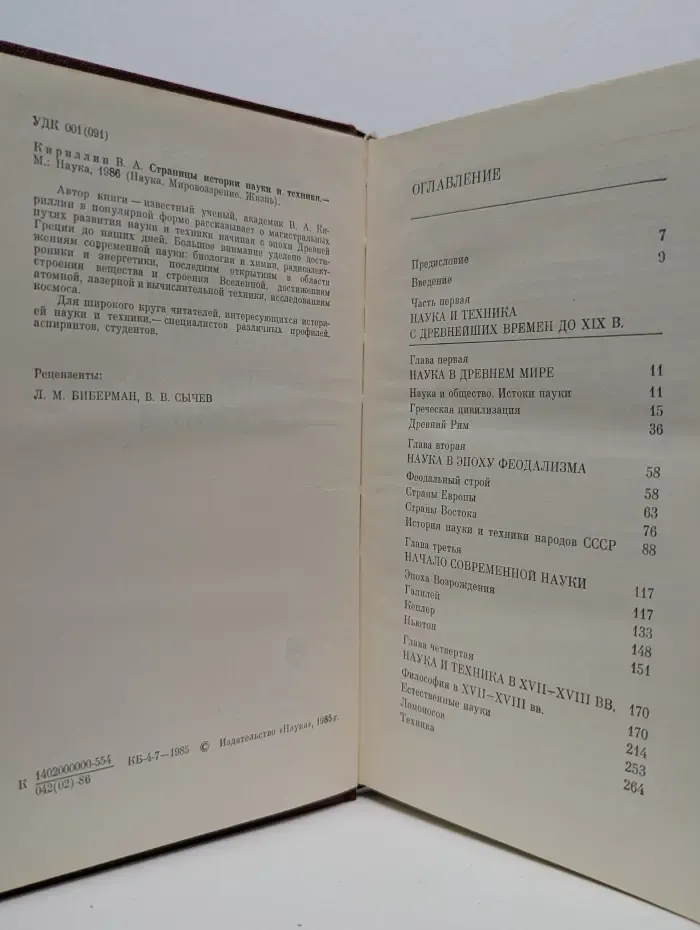 УДК 001(091)
Кириллин В. А. Страницы истории науки и техники.—
М.: Наука, 1986 (Наука. Мировоззрение. Жизнь).
Автор книги — известный ученый, академик В. А. Ки-
риллин в популярной форме рассказывает о магистральных
путях развития науки и техники начиная с эпохи Древней
Греции до наших дней. Большое внимание уделено дости-
жениям современной науки: биологии и химии, радиоэлект-
роники и энергетики, последним открытиям в области
строения вещества и строения Вселенной, достижениям
атомной, лазерной и вычислительной техники, исследованиям
космоса.
Для широкого круга читателей, интересующихся истори-
ей науки и техники,— специалистов различных профилей,
аспирантов, студентов.
Рецензенты:
Л. М. БИБЕРМАН, В. В. СЫЧЕВ
К 1402000000-554 КБ-4-7—1985 © Издательство «Наука», 1985 г.
042(02)-86
ОГЛАВЛЕНИЕ
Предисловие 7
Введение 9
Часть первая
НАУКА И ТЕХНИКА
С ДРЕВНЕЙШИХ ВРЕМЕН ДО XIX В.
Глава первая
НАУКА В ДРЕВНЕМ МИРЕ 11
Наука и общество. Истоки науки 11
Греческая цивилизация 15
Древний Рим 36
Глава вторая
НАУКА В ЭПОХУ ФЕОДАЛИЗМА 58
Феодальный строй 58
Страны Европы 63
Страны Востока 76
История науки и техники народов СССР 88
Глава третья
НАЧАЛО СОВРЕМЕННОЙ НАУКИ 117
Эпоха Возрождения 117
Галилей 133
Кеплер 148
Ньютон 151
Глава четвертая
НАУКА И ТЕХНИКА В XVII—XVIII ВВ. 170
Философия в XVII—XVIII вв. 170
Естественные науки 214
Ломоносов 253
Техника 264